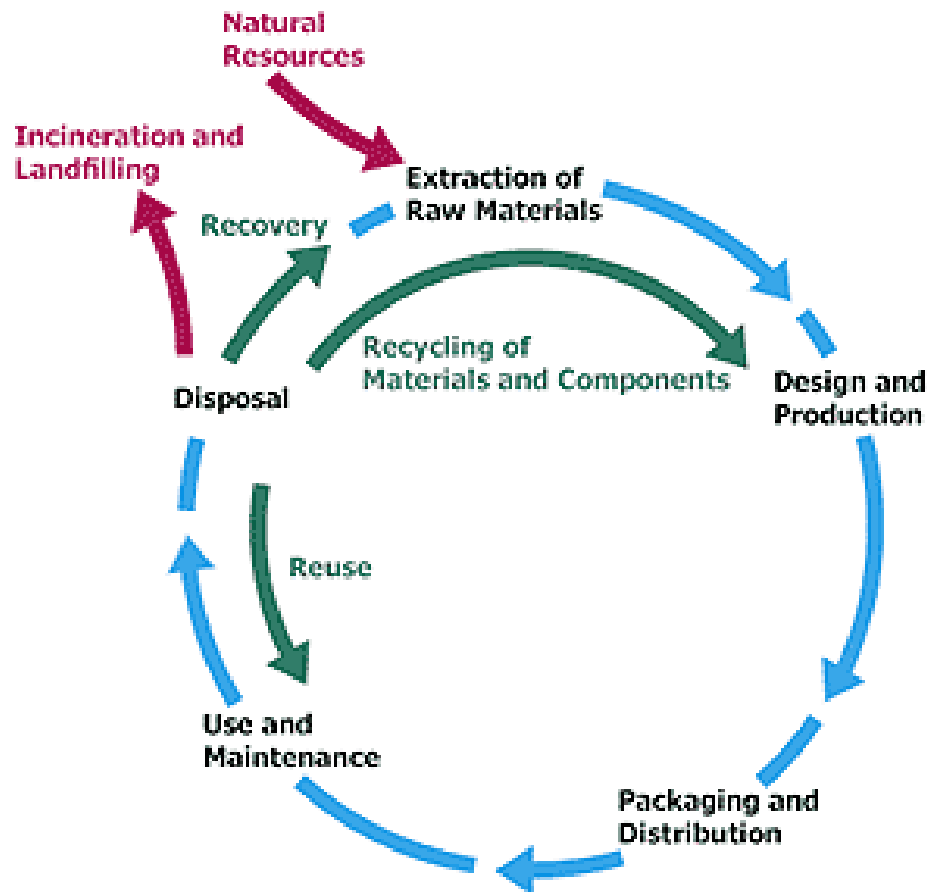 Natural
Resources
Incineration and
Landfilling
Extraction of
Raw Materials
Recovery
Recycling of
Materials and Components
Disposal
Design and
Production
Reuse
Use and
Maintenance
Packaging and
Distribution